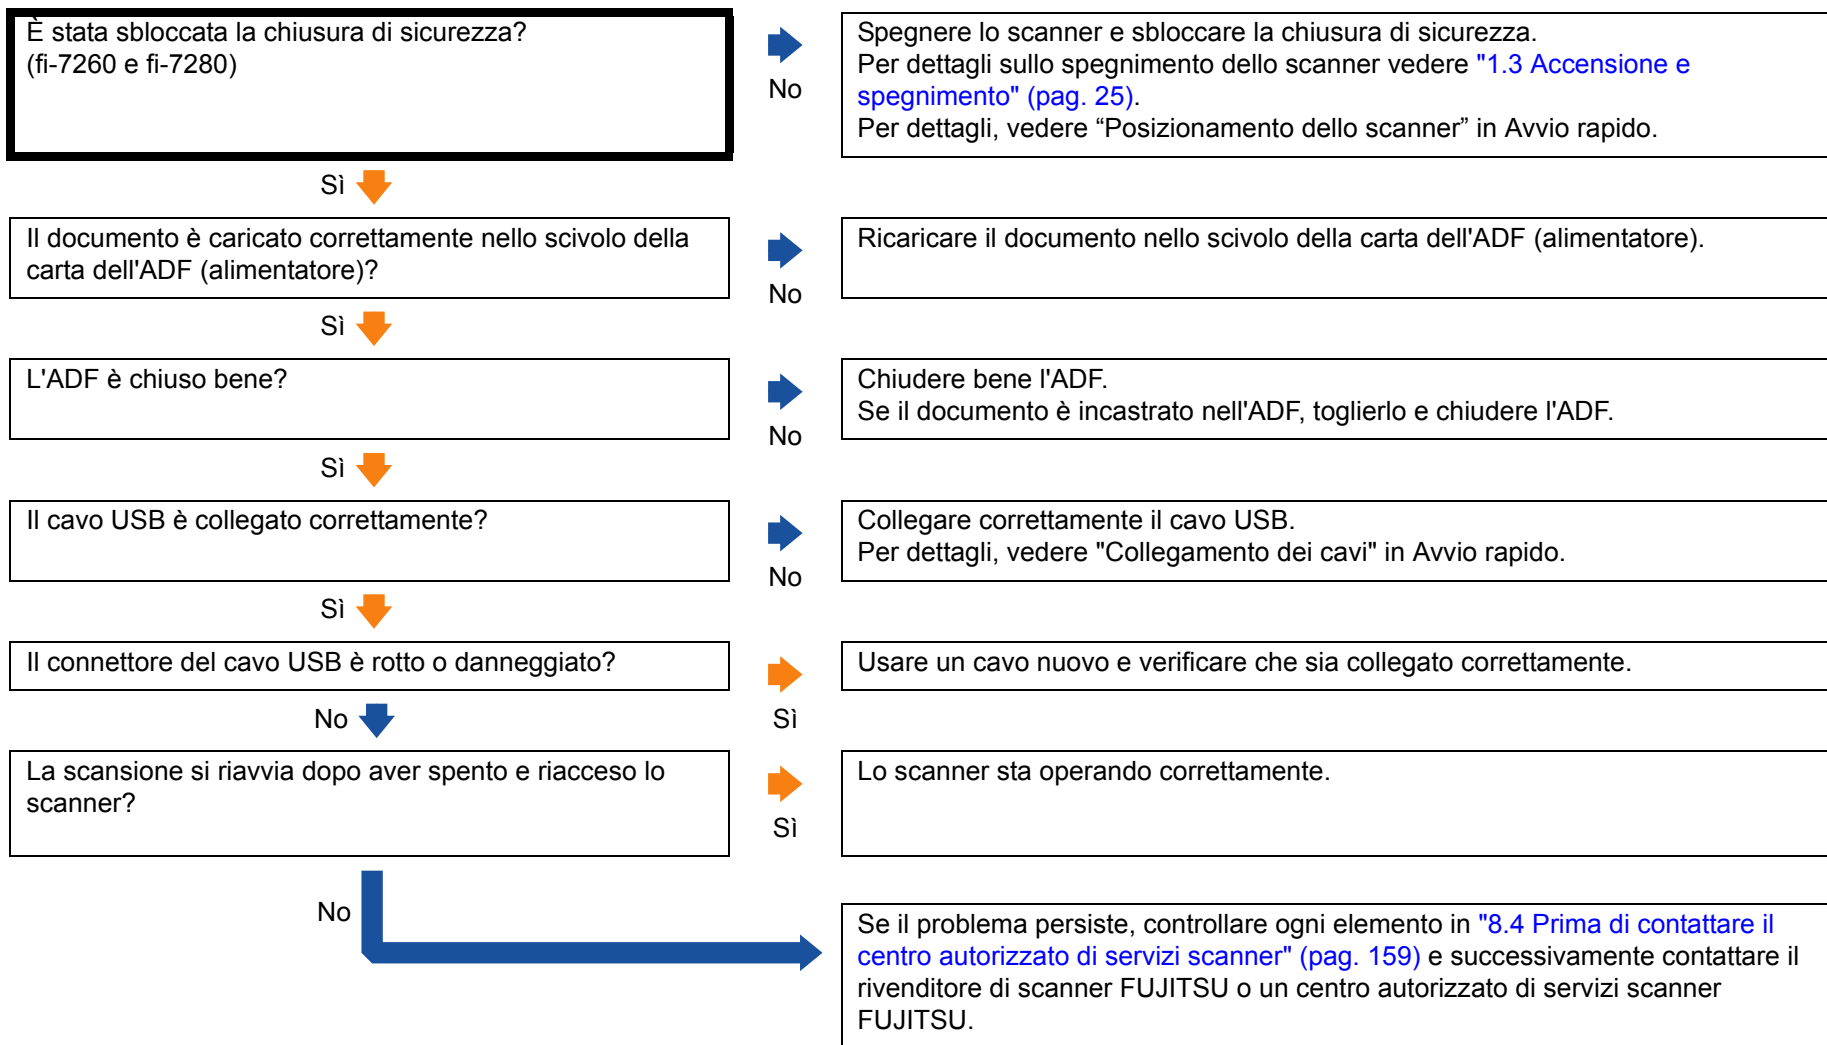 È stata sbloccata la chiusura di sicurezza?
(fi-7260 e fi-7280)
No
Spegnere lo scanner e sbloccare la chiusura di sicurezza.
Per dettagli sullo spegnimento dello scanner vedere "1.3 Accensione e
spegnimento" (pag. 25).
Per dettagli, vedere “Posizionamento dello scanner” in Avvio rapido.
Sì
Il documento è caricato correttamente nello scivolo della
carta dell'ADF (alimentatore)?
No
Ricaricare il documento nello scivolo della carta dell'ADF (alimentatore).
Sì
L'ADF è chiuso bene?
No
Chiudere bene l'ADF.
Se il documento è incastrato nell'ADF, toglierlo e chiudere l'ADF.
Sì
Il cavo USB è collegato correttamente?
No
Collegare correttamente il cavo USB.
Per dettagli, vedere "Collegamento dei cavi" in Avvio rapido.
Sì
Il connettore del cavo USB è rotto o danneggiato?
Sì
Usare un cavo nuovo e verificare che sia collegato correttamente.
No
La scansione si riavvia dopo aver spento e riacceso lo
scanner?
Sì
Lo scanner sta operando correttamente.
No
Se il problema persiste, controllare ogni elemento in "8.4 Prima di contattare il
centro autorizzato di servizi scanner" (pag. 159) e successivamente contattare il
rivenditore di scanner FUJITSU o un centro autorizzato di servizi scanner
FUJITSU.